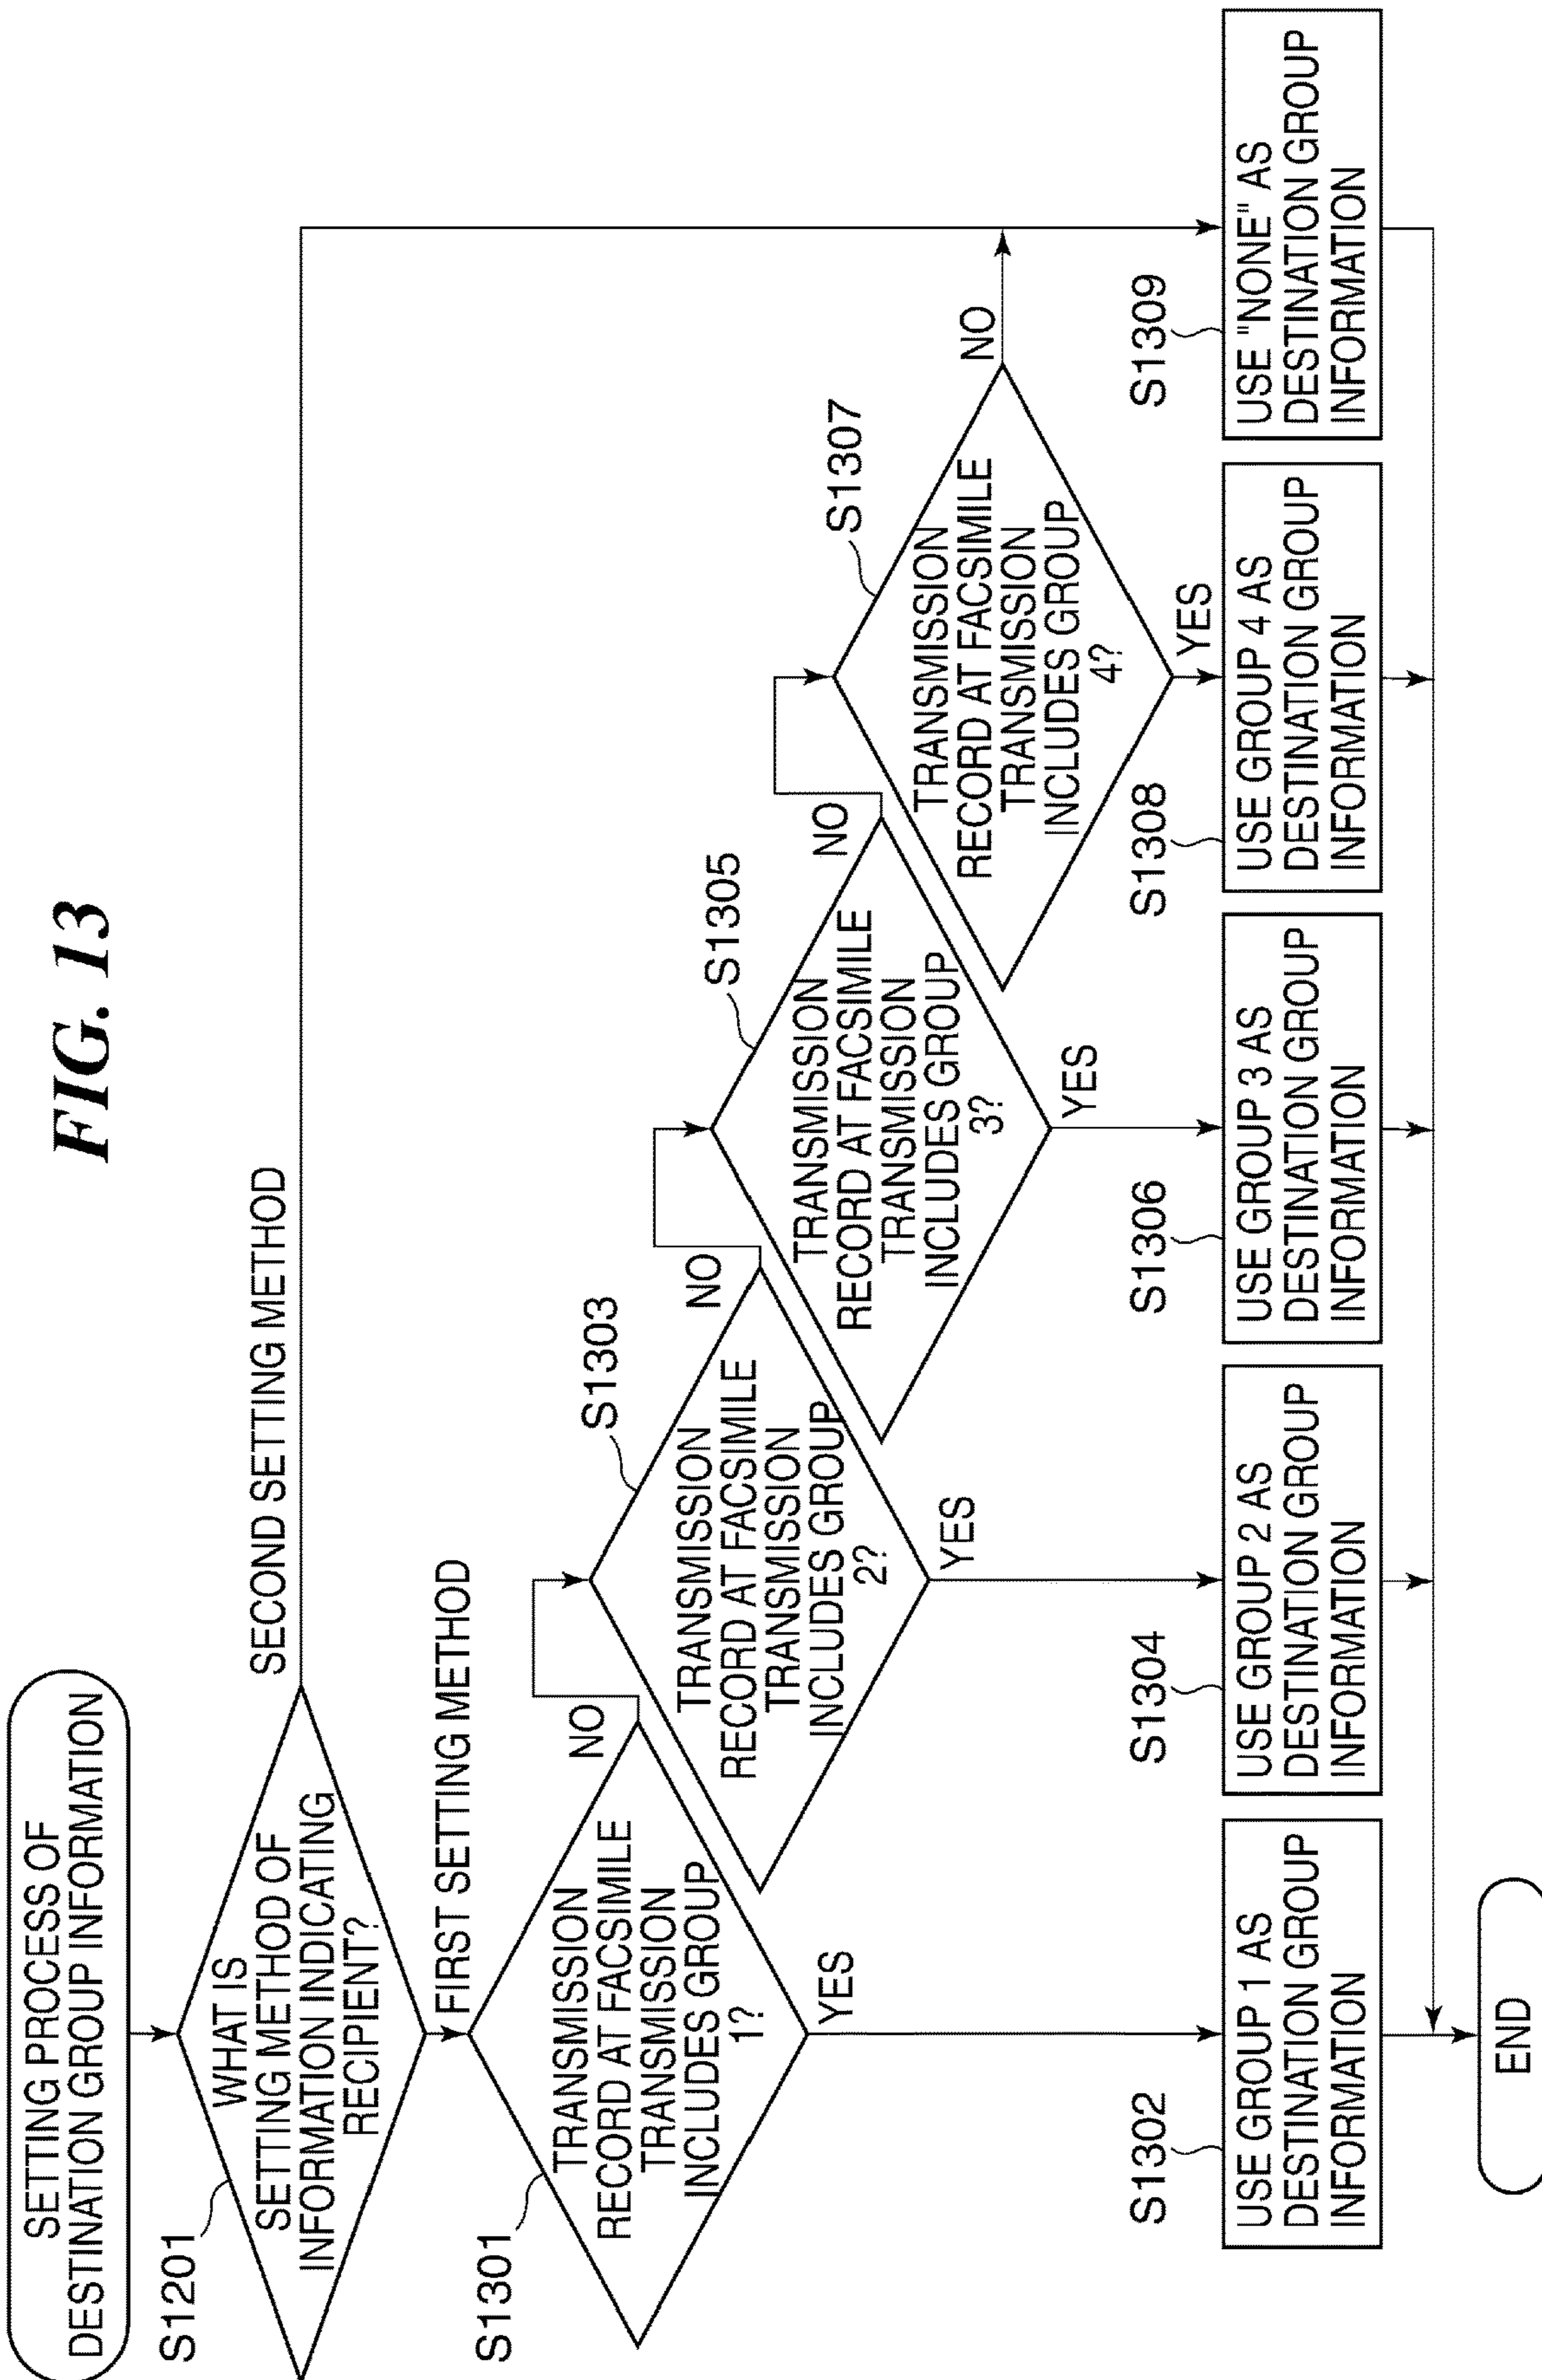 FIG. 13
SETTING PROCESS OF
DESTINATION GROUP INFORMATION
S1201
WHAT IS
SETTING METHOD OF
INFORMATION INDICATING
RECIPIENT?
SECOND SETTING METHOD
FIRST SETTING METHOD
S1301
TRANSMISSION
RECORD AT FACSIMILE
TRANSMISSION
INCLUDES GROUP
1?
NO
YES
S1303
TRANSMISSION
RECORD AT FACSIMILE
TRANSMISSION
INCLUDES GROUP
2?
NO
YES
S1305
TRANSMISSION
RECORD AT FACSIMILE
TRANSMISSION
INCLUDES GROUP
3?
NO
YES
S1307
TRANSMISSION
RECORD AT FACSIMILE
TRANSMISSION
INCLUDES GROUP
4?
NO
YES
S1302
USE GROUP 1 AS
DESTINATION GROUP
INFORMATION
S1304
USE GROUP 2 AS
DESTINATION GROUP
INFORMATION
S1306
USE GROUP 3 AS
DESTINATION GROUP
INFORMATION
S1308
USE GROUP 4 AS
DESTINATION GROUP
INFORMATION
S1309
USE "NONE" AS
DESTINATION GROUP
INFORMATION
END